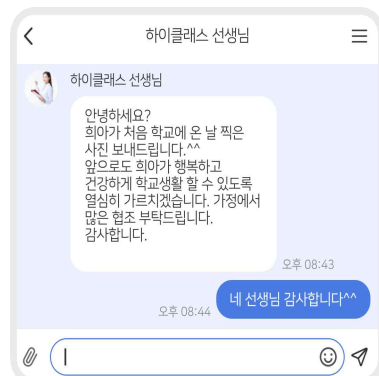 하이클래스 선생님
하이클래스 선생님
안녕하세요?
희아가 처음 학교에 온 날 찍은
사진 보내드립니다.^^
앞으로도 희아가 행복하고
건강하게 학교생활 할 수 있도록
열심히 가르치겠습니다. 가정에서
많은 협조 부탁드립니다.
감사합니다.
오후 08:43
네 선생님 감사합니다^^
오후 08:44